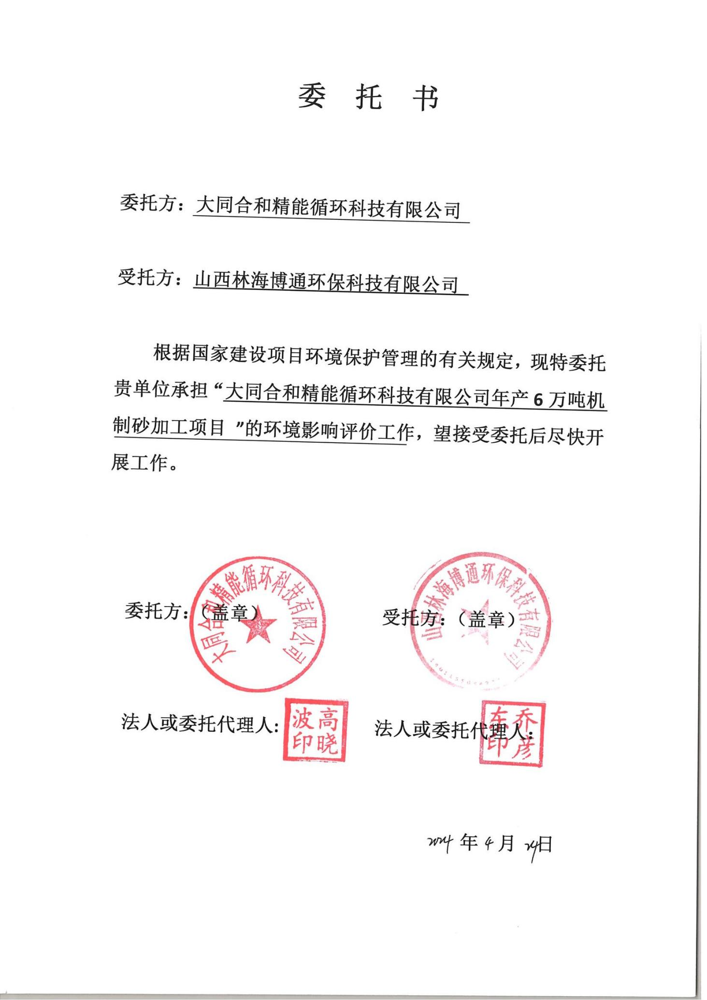 委托书
委托方：大同合和精能循环科技有限公司
受托方：山西林海博通环保科技有限公司
根据国家建设项目环境保护管理的有关规定，现特委托
贵单位承担“大同合和精能循环科技有限公司年产6万吨机
制砂加工项目 ”的环境影响评价工作，望接受委托后尽快开
展工作。
大同合和精能循环科技有限公司
山西林海博通环保科技有限公司
委托方：（盖章）
受托方：（盖章）
法人或委托代理人：
高晓波印
法人或委托代理人：
乔彦东印
2024年4月24日